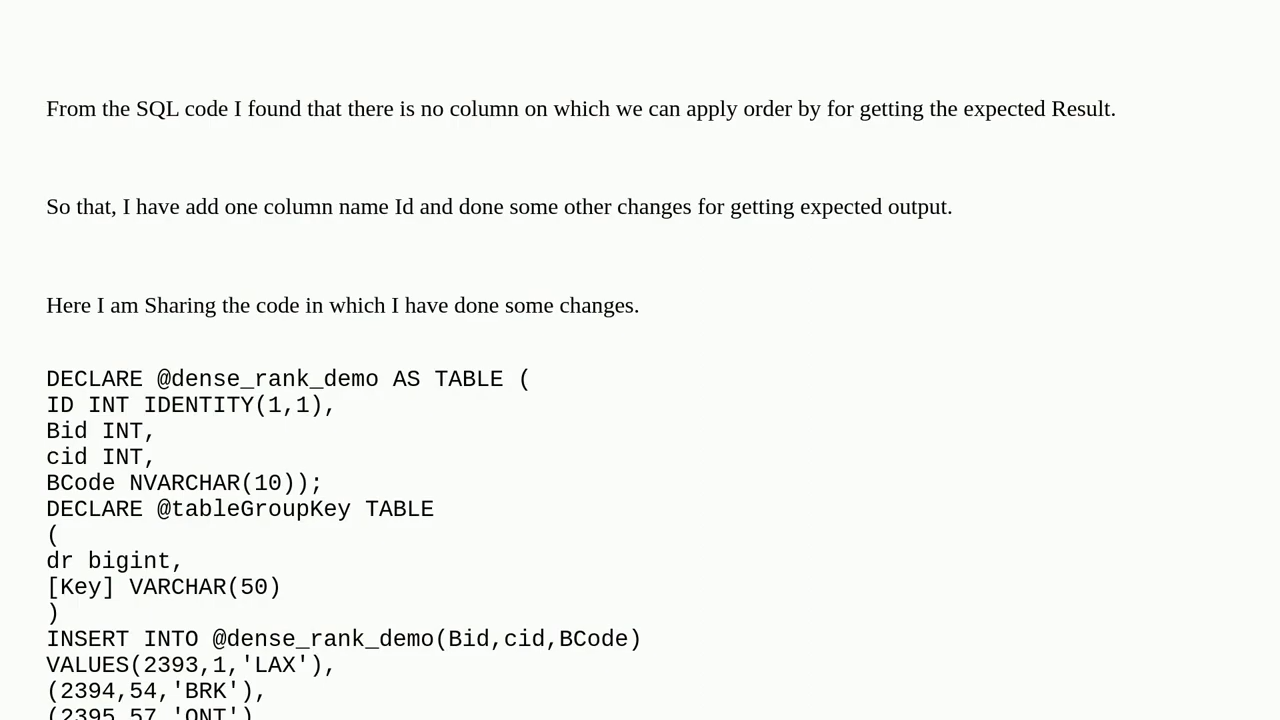 From the SQL code I found that there is no column on which we can apply order by for getting the expected Result.
So that, I have add one column name Id and done some other changes for getting expected output.
Here I am Sharing the code in which I have done some changes.
DECLARE @dense_rank_demo AS TABLE (
ID INT IDENTITY(1,1),
Bid INT,
cid INT,
BCode NVARCHAR(10));
DECLARE @tableGroupKey TABLE
(
dr bigint,
[Key] VARCHAR(50)
)
INSERT INTO @dense_rank_demo(Bid,cid,BCode)
VALUES(2393,1,'LAX'),
(2394,54,'BRK'),
(2395,57,'ONT'),